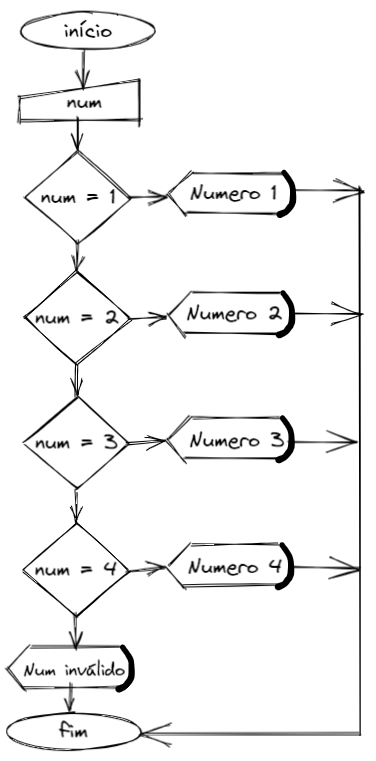 início
num
num = 1
Numero 1
num = 2
Numero 2
num = 3
Numero 3
num = 4
Numero 4
Num inválido
fim